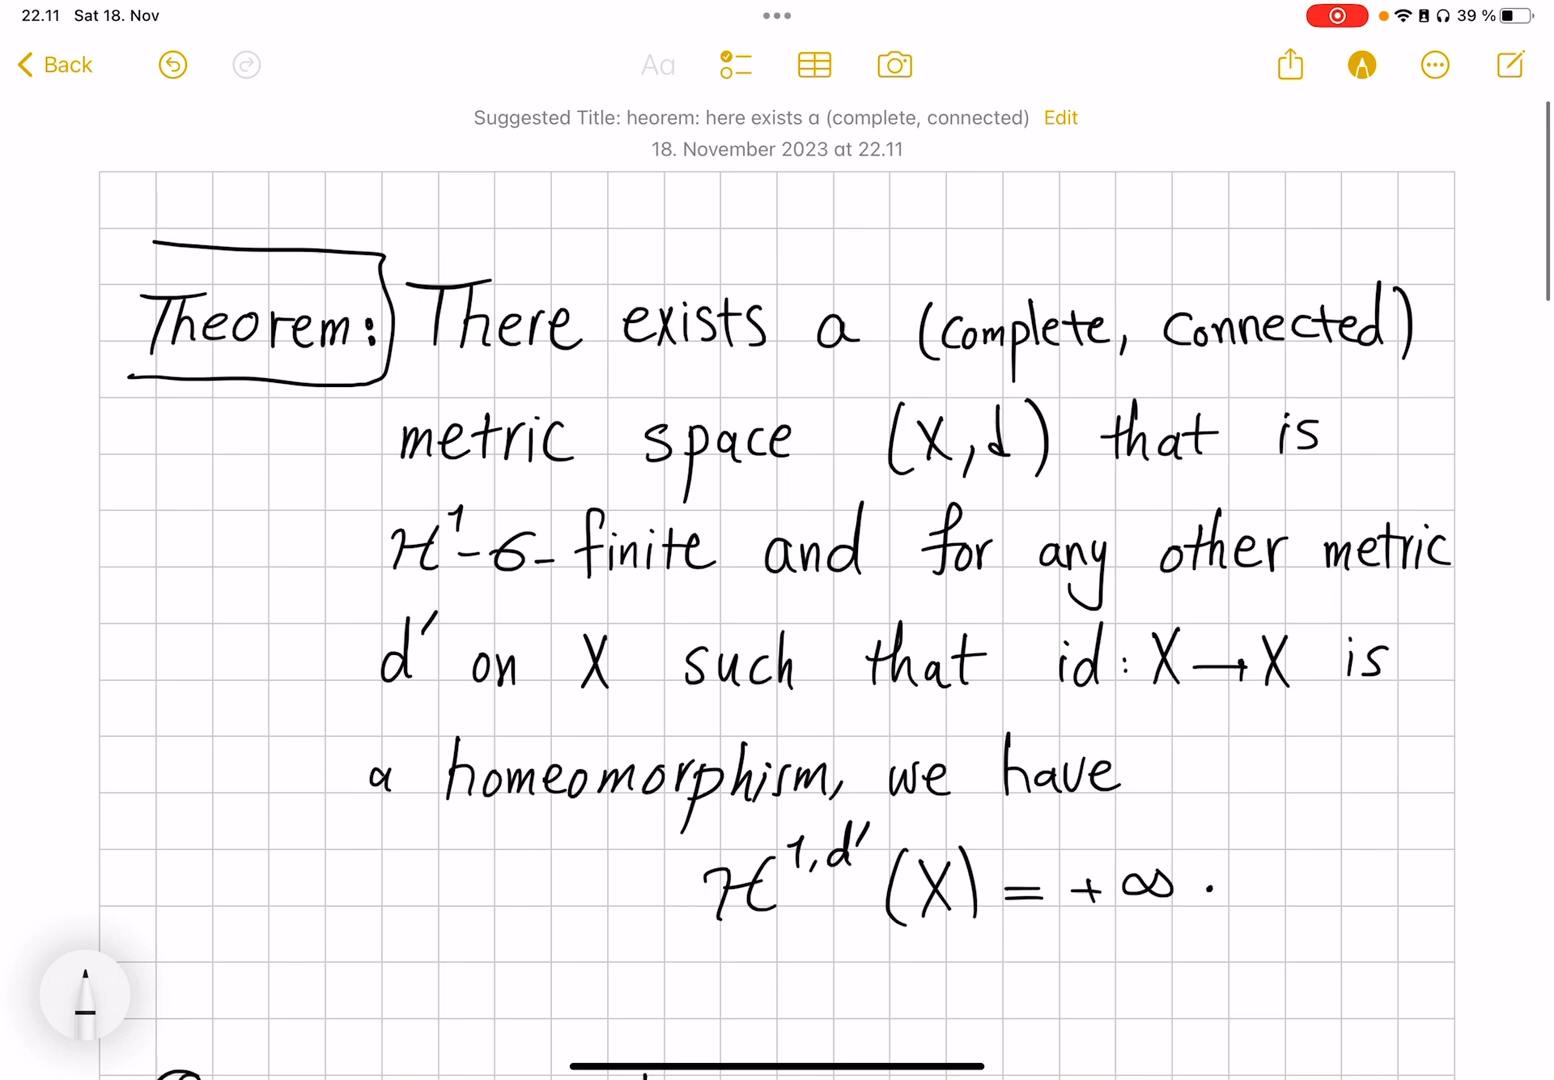 22.11 Sat 18. Nov
39 %
Back
Aa
Suggested Title: heorem: here exists a (complete, connected) Edit
18. November 2023 at 22.11
Theorem: There exists a (complete, connected)
metric space (X,d) that is
ℋ¹-σ-finite and for any other metric
d′ on X such that id: X→X is
a homeomorphism, we have
ℋ^{1,d′}(X) = +∞.